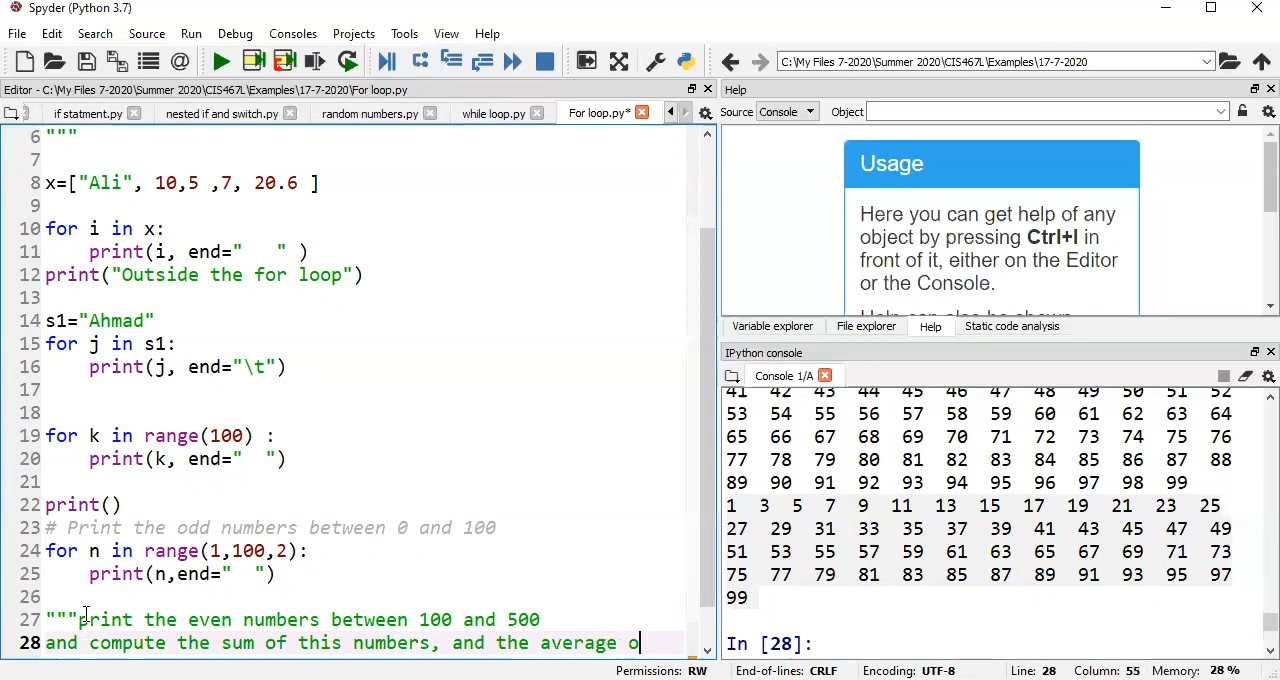 Spyder (Python 3.7)
File Edit Search Source Run Debug Consoles Projects Tools View Help
C:\My Files 7-2020\Summer 2020\CIS467L\Examples\17-7-2020
Editor - C:\My Files 7-2020\Summer 2020\CIS467L\Examples\17-7-2020\For loop.py
Help
if statment.py nested if and switch.py random numbers.py while loop.py For loop.py*
Source Console Object
6 """
7
8 x=["Ali", 10,5 ,7, 20.6 ]
9
10 for i in x:
11     print(i, end="   " )
12 print("Outside the for loop")
13
14 s1="Ahmad"
15 for j in s1:
16     print(j, end="\t")
17
18
19 for k in range(100) :
20     print(k, end="  ")
21
22 print()
23 # Print the odd numbers between 0 and 100
24 for n in range(1,100,2):
25     print(n,end="  ")
26
27 """print the even numbers between 100 and 500
28 and compute the sum of this numbers, and the average o
Usage
Here you can get help of any
object by pressing Ctrl+I in
front of it, either on the Editor
or the Console.
Help can also be shown
Variable explorer File explorer Help Static code analysis
IPython console
Console 1/A
41 42 43 44 45 46 47 48 49 50 51 52
53 54 55 56 57 58 59 60 61 62 63 64
65 66 67 68 69 70 71 72 73 74 75 76
77 78 79 80 81 82 83 84 85 86 87 88
89 90 91 92 93 94 95 96 97 98 99
1 3 5 7 9 11 13 15 17 19 21 23 25
27 29 31 33 35 37 39 41 43 45 47 49
51 53 55 57 59 61 63 65 67 69 71 73
75 77 79 81 83 85 87 89 91 93 95 97
99
In [28]:
Permissions: RW End-of-lines: CRLF Encoding: UTF-8 Line: 28 Column: 55 Memory: 28 %